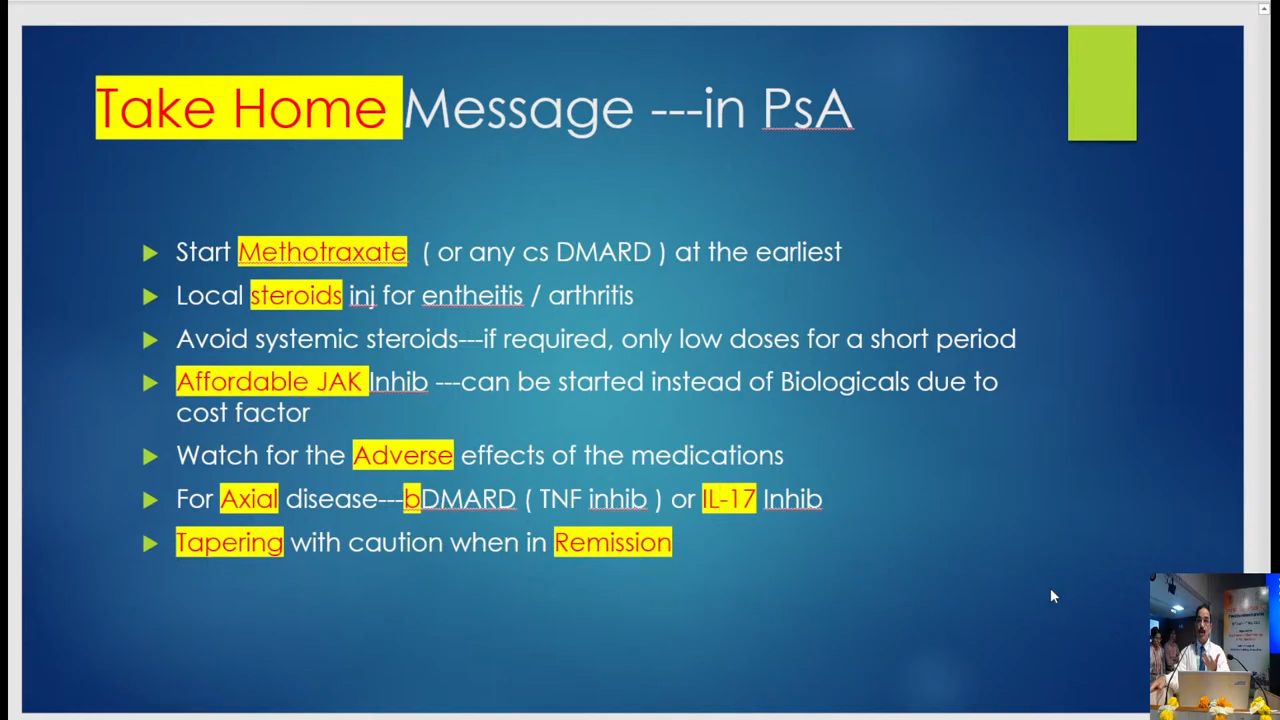 Take Home Message ---in PsA
Start Methotraxate ( or any cs DMARD ) at the earliest
Local steroids inj for entheitis / arthritis
Avoid systemic steroids---if required, only low doses for a short period
Affordable JAK Inhib ---can be started instead of Biologicals due to
cost factor
Watch for the Adverse effects of the medications
For Axial disease---bDMARD ( TNF inhib ) or IL-17 Inhib
Tapering with caution when in Remission